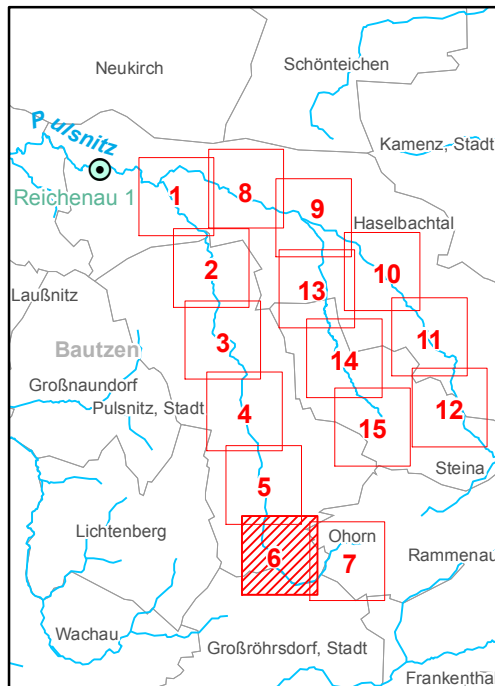 Neukirch
Schönteichen
Pulsnitz
Kamenz, Stadt
Reichenau 1
1
8
9
Haselbachtal
2
10
13
Laußnitz
3
11
Bautzen
14
Großnaundorf
12
Pulsnitz, Stadt
4
15
Steina
5
Lichtenberg
Ohorn
6
7
Rammenau
Wachau
Großröhrsdorf, Stadt
Frankentha